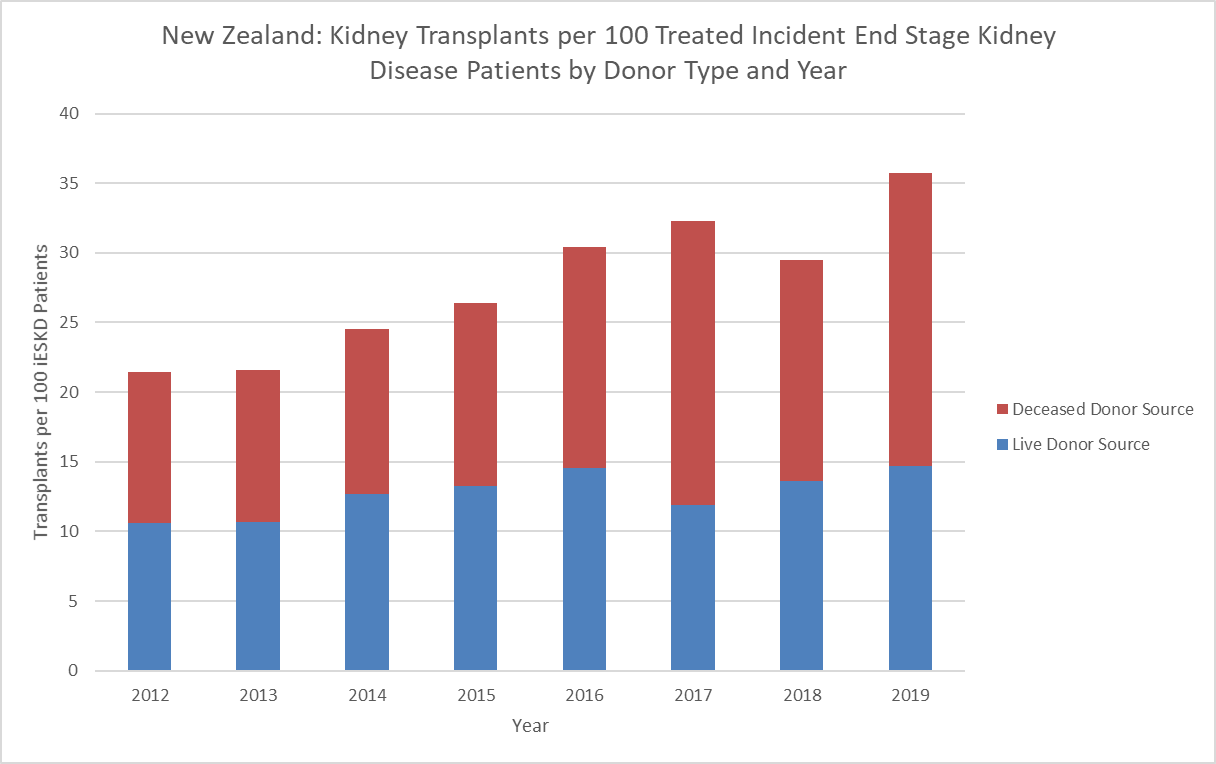 New Zealand: Kidney Transplants per 100 Treated Incident End Stage Kidney
Disease Patients by Donor Type and Year
Transplants per 100 iESKD Patients
40
35
30
25
20
15
10
5
0
2012 2013 2014 2015 2016 2017 2018 2019
Year
Deceased Donor Source
Live Donor Source